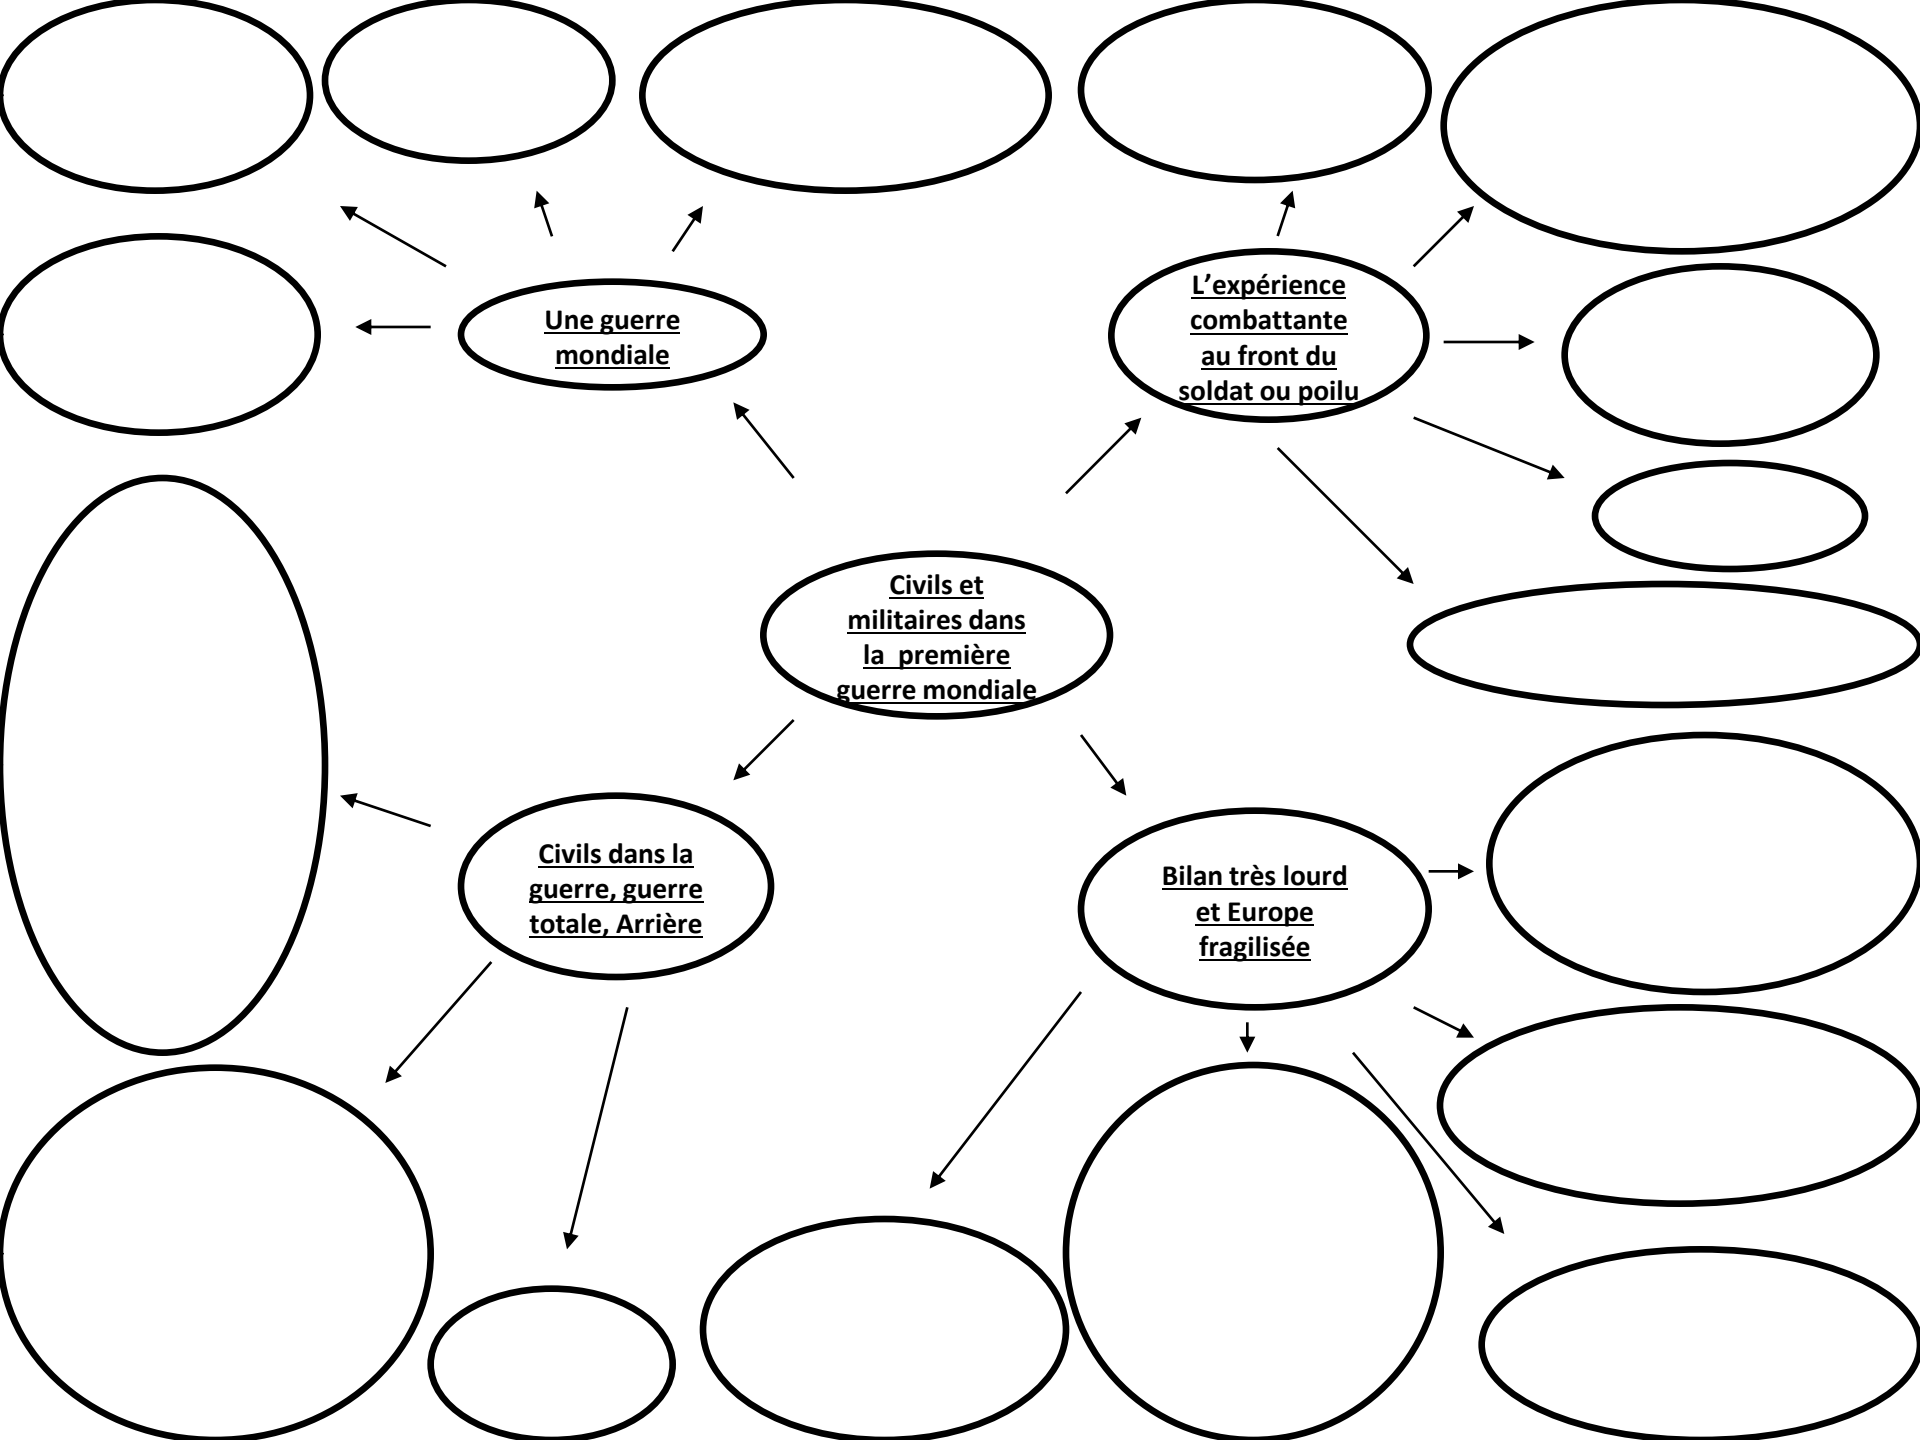 Une guerre
mondiale
L’expérience
combattante
au front du
soldat ou poilu
Civils et
militaires dans
la  première
guerre mondiale
Civils dans la
guerre, guerre
totale, Arrière
Bilan très lourd
et Europe
fragilisée